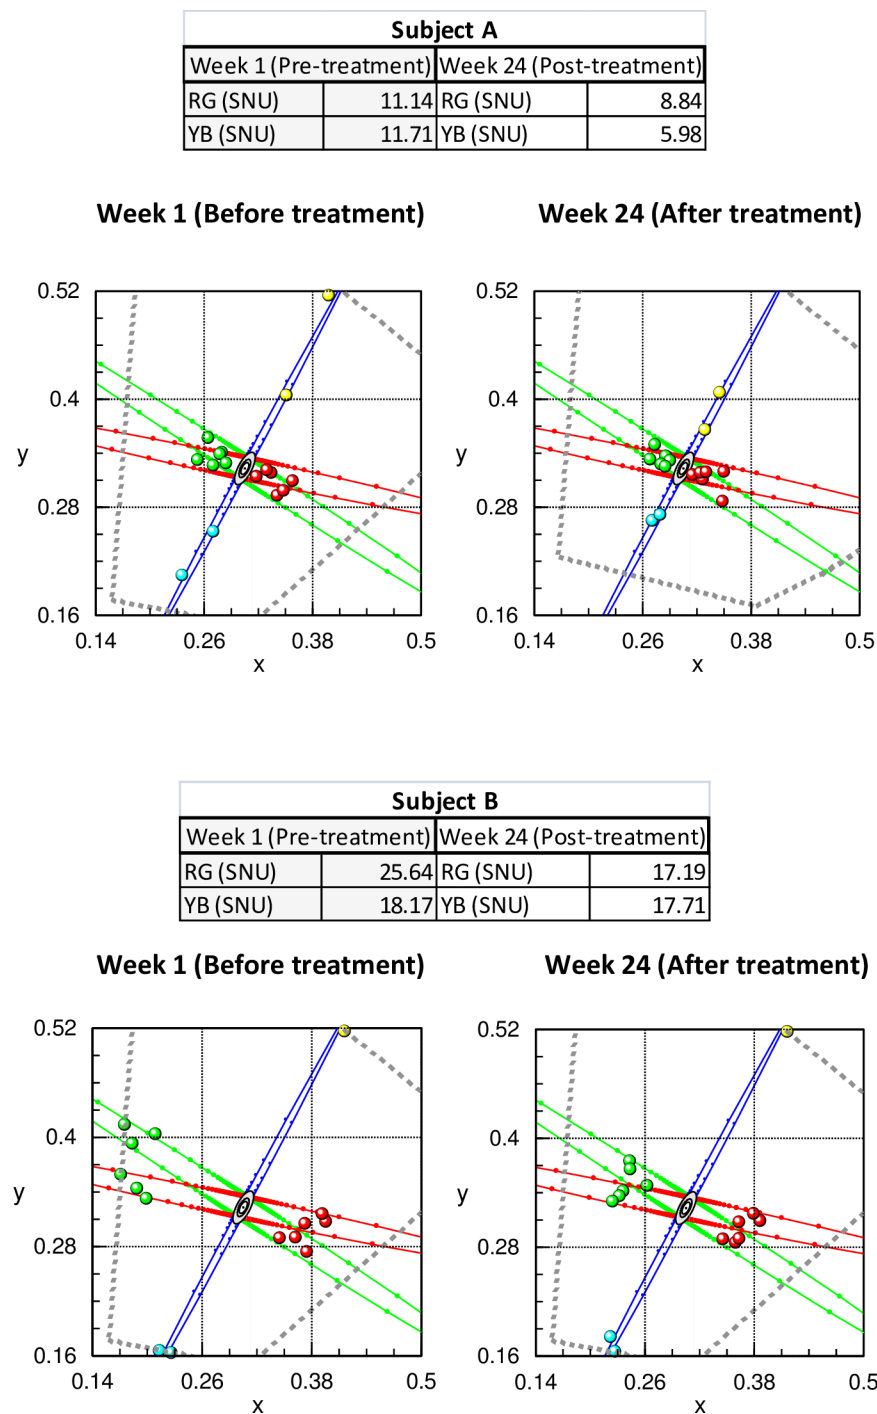 Subject A
Week 1 (Pre-treatment) Week 24 (Post-treatment)
RG (SNU) 11.14 RG (SNU) 8.84
YB (SNU) 11.71 YB (SNU) 5.98
Week 1 (Before treatment) Week 24 (After treatment)
0.52 0.52
0.4 0.4
y y
0.28 0.28
0.16 0.16
0.14 0.26 0.38 0.5 0.14 0.26 0.38 0.5
x x
Subject B
Week 1 (Pre-treatment) Week 24 (Post-treatment)
RG (SNU) 25.64 RG (SNU) 17.19
YB (SNU) 18.17 YB (SNU) 17.71
Week 1 (Before treatment) Week 24 (After treatment)
0.52 0.52
0.4 0.4
y y
0.28 0.28
0.16 0.16
0.14 0.26 0.38 0.5 0.14 0.26 0.38 0.5
x x